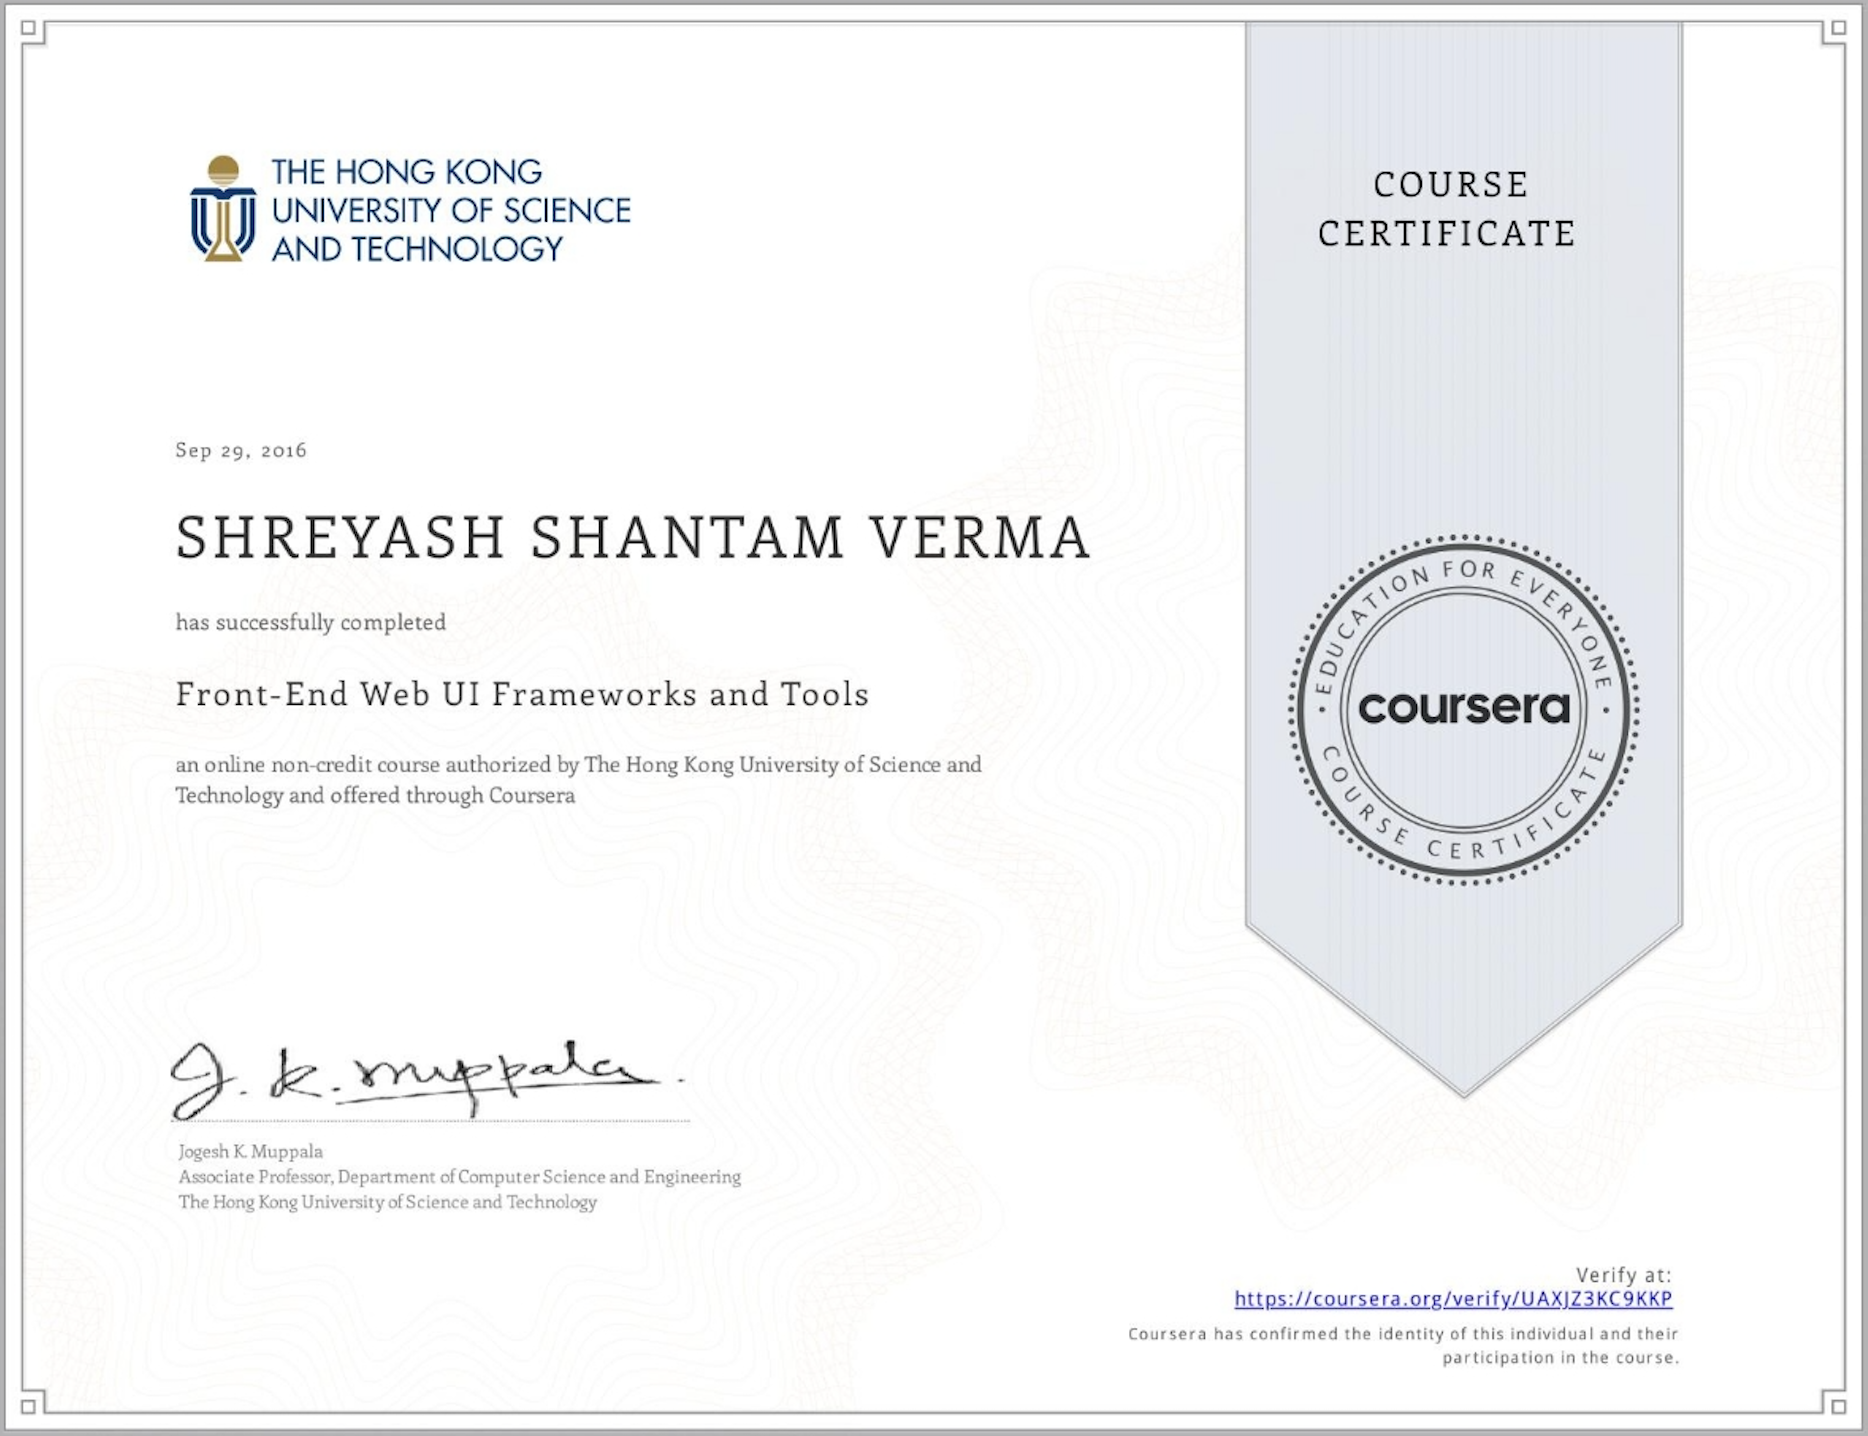 THE HONG KONG
UNIVERSITY OF SCIENCE
AND TECHNOLOGY
COURSE
CERTIFICATE
Sep 29, 2016
SHREYASH SHANTAM VERMA
has successfully completed
Front-End Web UI Frameworks and Tools
an online non-credit course authorized by The Hong Kong University of Science and
Technology and offered through Coursera
EDUCATION FOR EVERYONE
coursera
COURSE CERTIFICATE
J. K. Muppala.
Jogesh K. Muppala
Associate Professor, Department of Computer Science and Engineering
The Hong Kong University of Science and Technology
Verify at:
https://coursera.org/verify/UAXJZ3KC9KKP
Coursera has confirmed the identity of this individual and their
participation in the course.